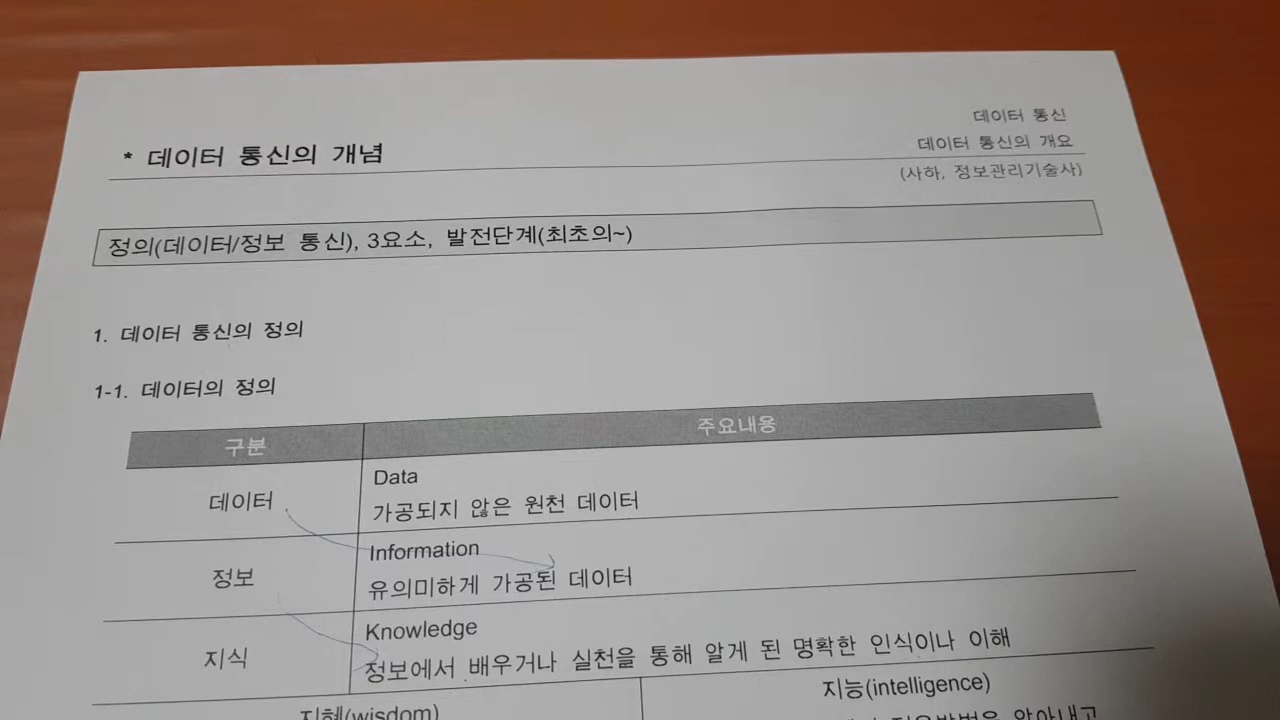 데이터 통신
* 데이터 통신의 개념
데이터 통신의 개요
(사하, 정보관리기술사)
정의(데이터/정보 통신), 3요소, 발전단계(최초의~)
1. 데이터 통신의 정의
1-1. 데이터의 정의
구분
주요내용
데이터
Data
가공되지 않은 원천 데이터
정보
Information
유의미하게 가공된 데이터
지식
Knowledge
정보에서 배우거나 실천을 통해 알게 된 명확한 인식이나 이해
지혜(wisdom)
지능(intelligence)